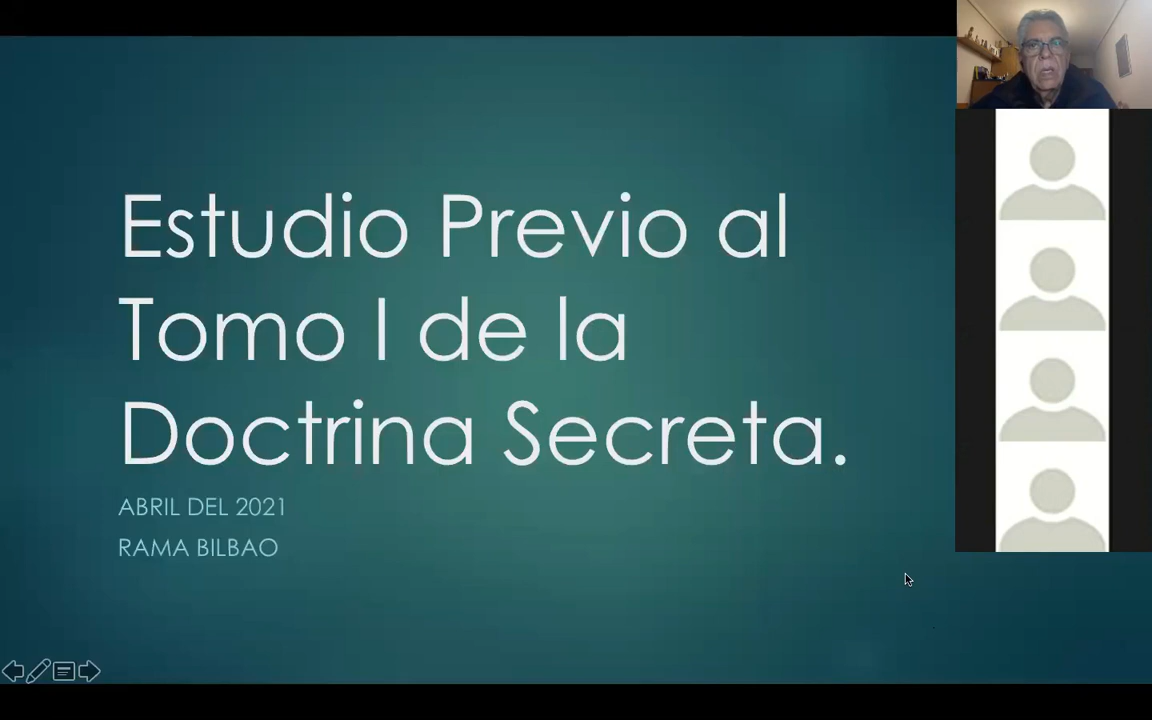 Estudio Previo al
Tomo I de la
Doctrina Secreta.
ABRIL DEL 2021
RAMA BILBAO